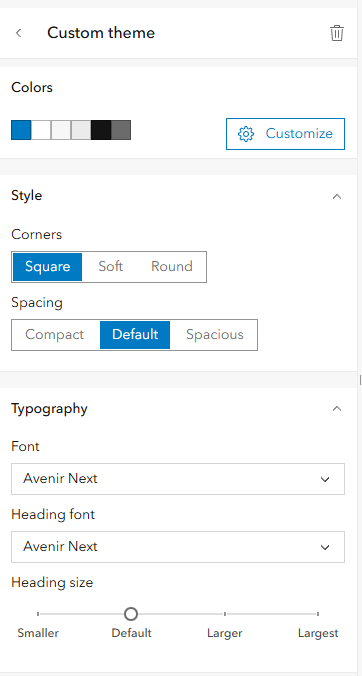 Custom theme
Colors
Customize
Style
Corners
Square Soft Round
Spacing
Compact Default Spacious
Typography
Font
Avenir Next
Heading font
Avenir Next
Heading size
Smaller Default Larger Largest